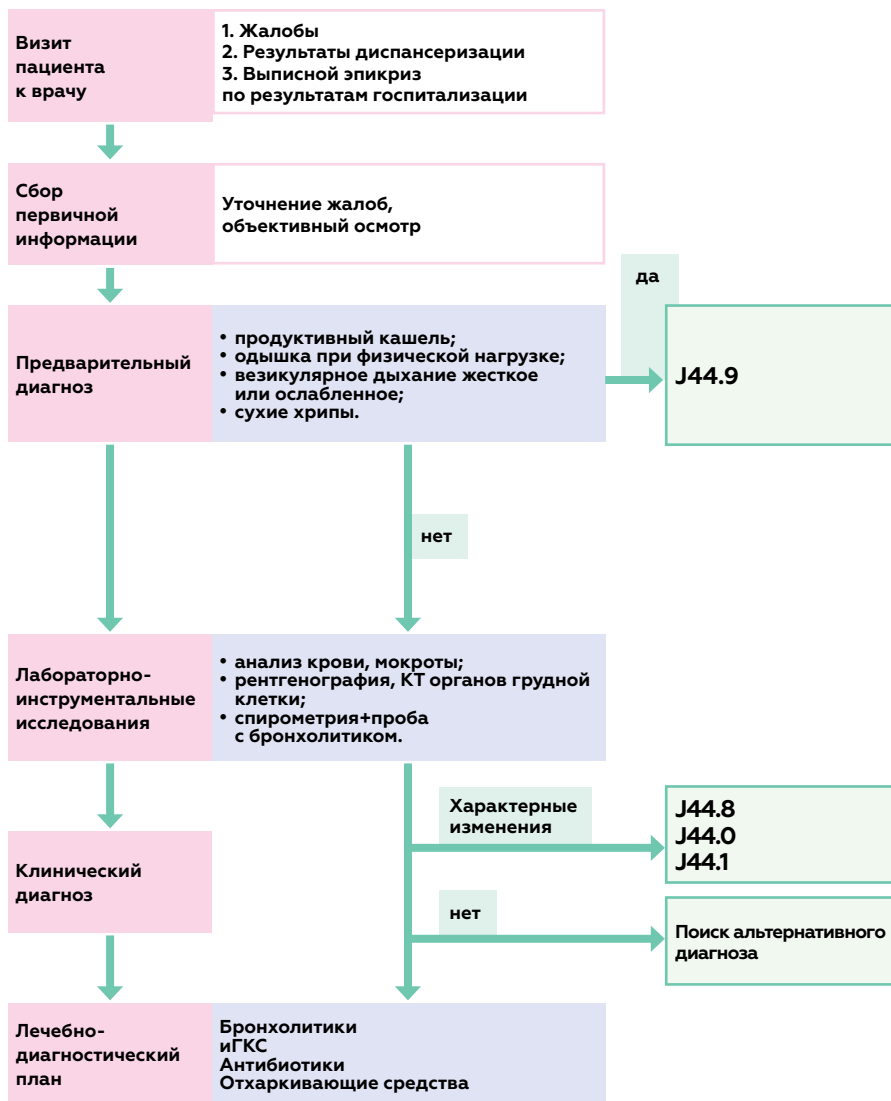 Визит
пациента
к врачу
1. Жалобы
2. Результаты диспансеризации
3. Выписной эпикриз
по результатам госпитализации
Сбор
первичной
информации
Уточнение жалоб,
объективный осмотр
да
Предварительный
диагноз
• продуктивный кашель;
• одышка при физической нагрузке;
• везикулярное дыхание жесткое
или ослабленное;
• сухие хрипы.
J44.9
нет
Лабораторно-
инструментальные
исследования
• анализ крови, мокроты;
• рентгенография, КТ органов грудной
клетки;
• спирометрия+проба
с бронхолитиком.
Характерные
изменения
J44.8
J44.0
J44.1
Клинический
диагноз
нет
Поиск альтернативного
диагноза
Лечебно-
диагностический
план
Бронхолитики
иГКС
Антибиотики
Отхаркивающие средства